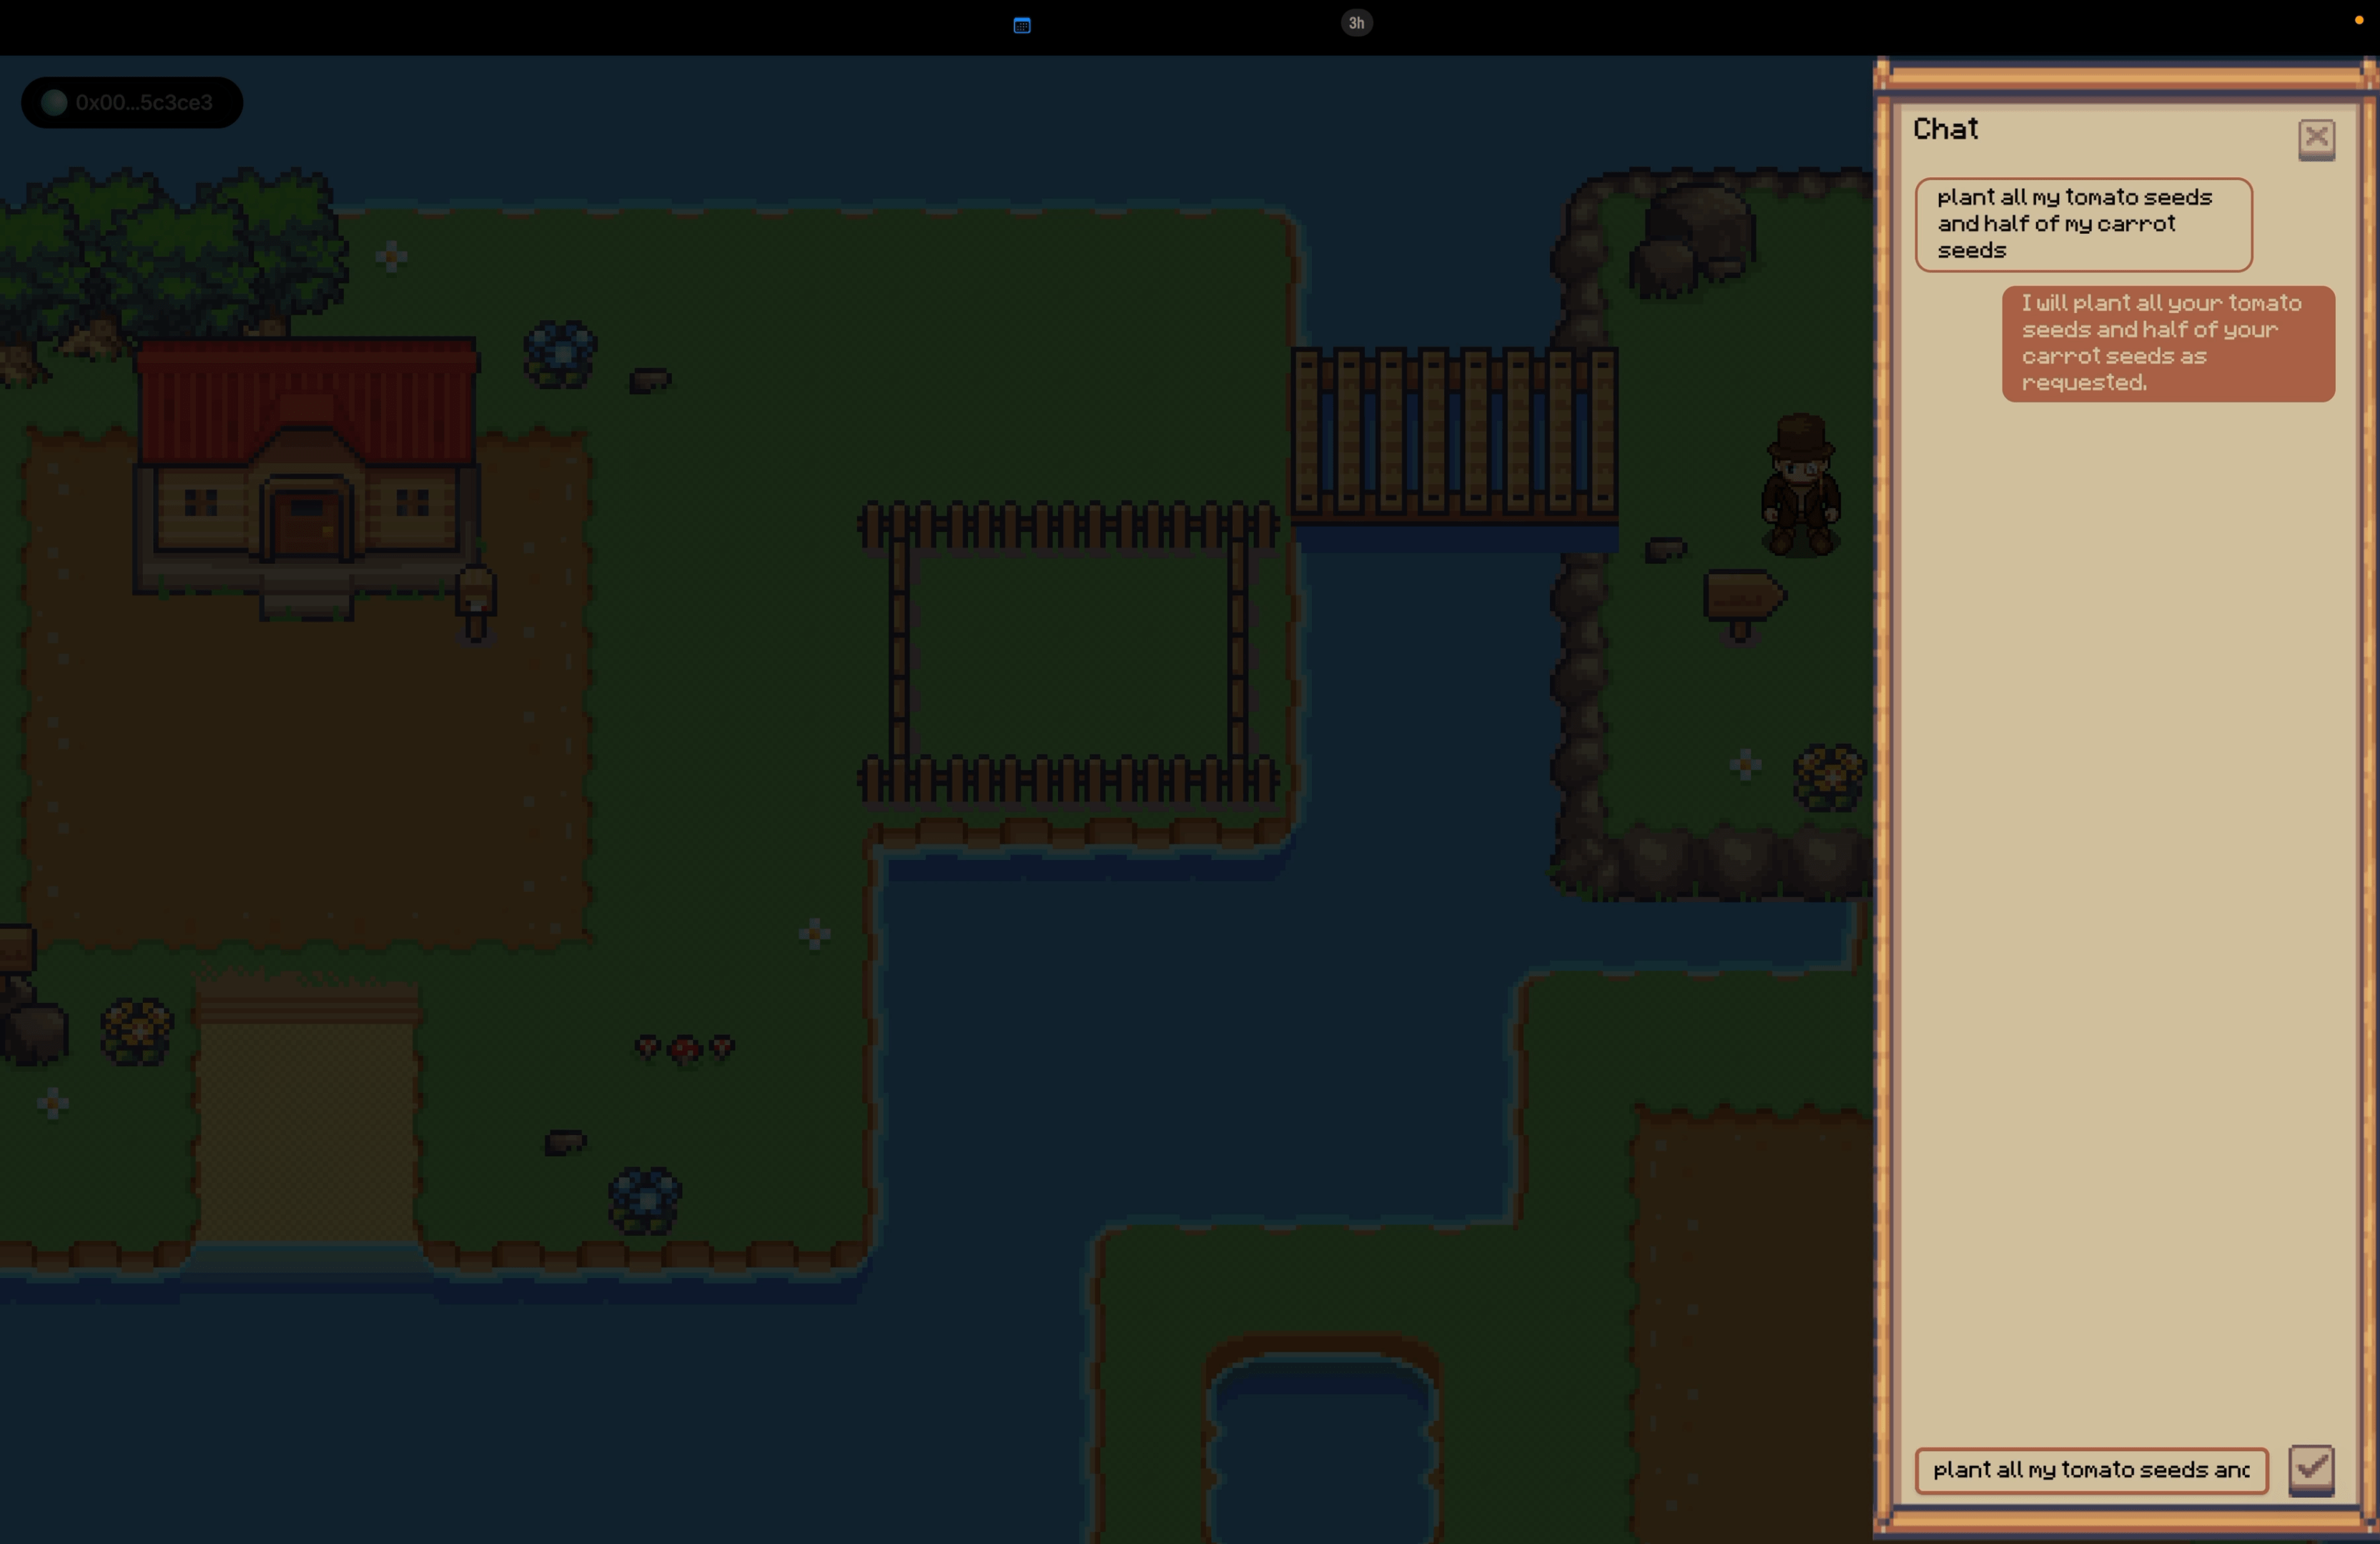 3h
0x00...5c3ce3
Chat
plant all my tomato seeds
and half of my carrot
seeds
I will plant all your tomato
seeds and half of your
carrot seeds as
requested.
plant all my tomato seeds and